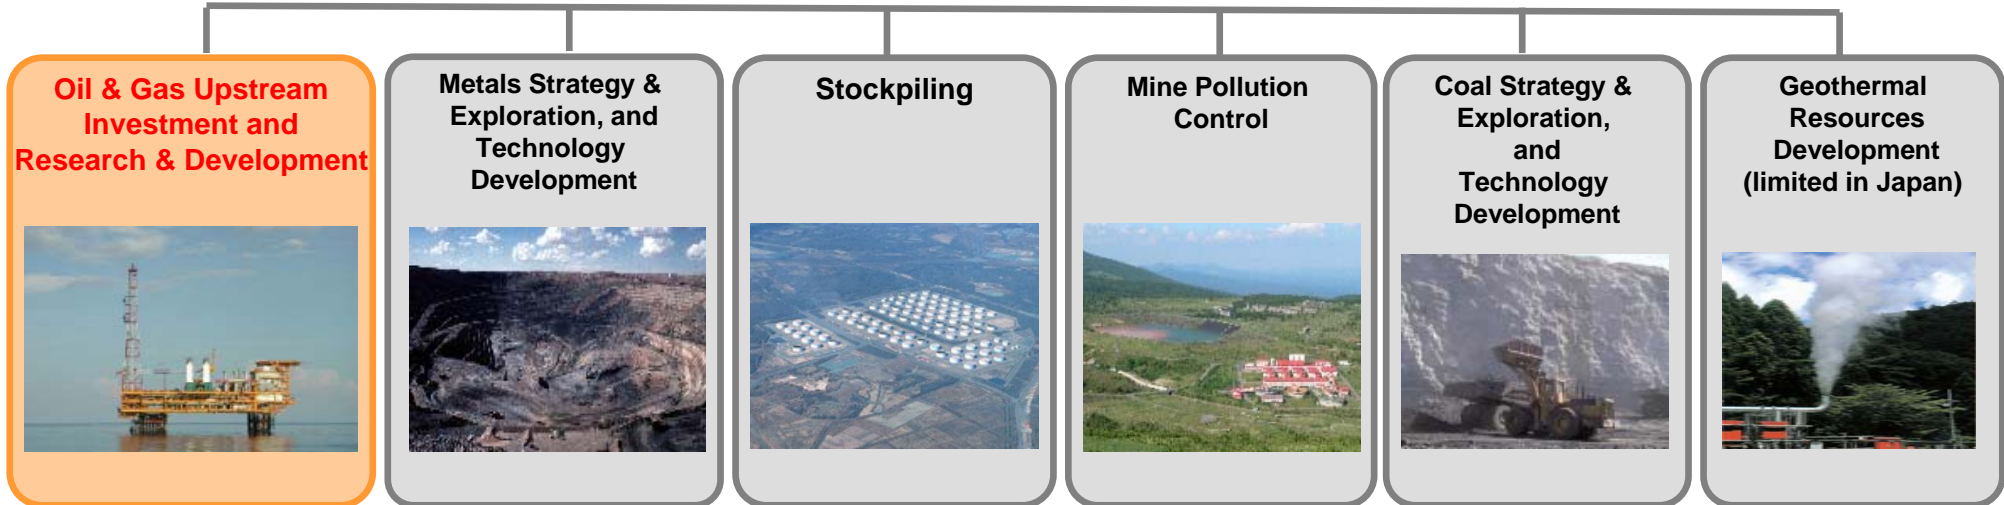 Oil & Gas Upstream
Investment and
Research & Development
Metals Strategy &
Exploration, and
Technology
Development
Stockpiling
Mine Pollution
Control
Coal Strategy &
Exploration,
and
Technology
Development
Geothermal
Resources
Development
(limited in Japan)